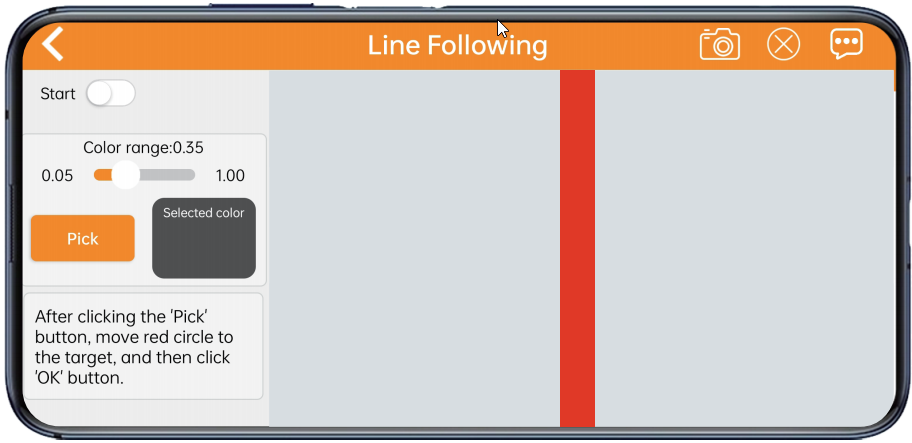 Line Following
Start
Color range:0.35
0.05
1.00
Pick
Selected color
After clicking the 'Pick'
button, move red circle to
the target, and then click
'OK' button.